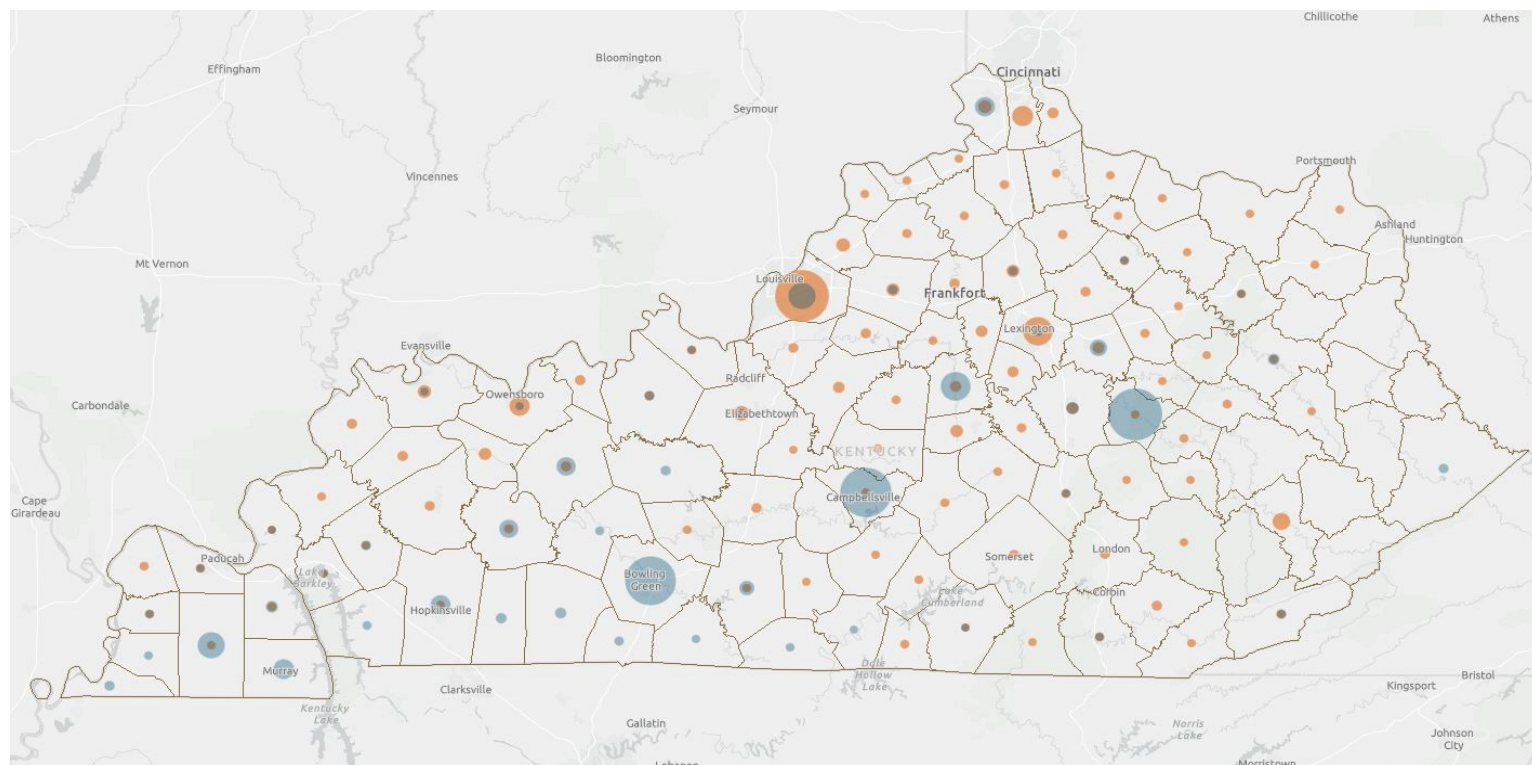 Chillicothe
Athens
Bloomington
Effingham
Cincinnati
Seymour
Portsmouth
Vincennes
Ashland
Huntington
Mt Vernon
Louisville
Frankfort
Lexington
Evansville
Radcliff
Owensboro
Carbondale
Elizabethtown
KENTUCKY
Cape
Girardeau
Campbellsville
Paducah
Somerset
London
Lake
Barkley
Bowling
Green
Hopkinsville
Lake
Cumberland
Corbin
Murray
Dale
Hollow
Lake
Clarksville
Kentucky
Lake
Gallatin
Kingsport
Bristol
Norris
Lake
Johnson
City
Lebanon
Morristown